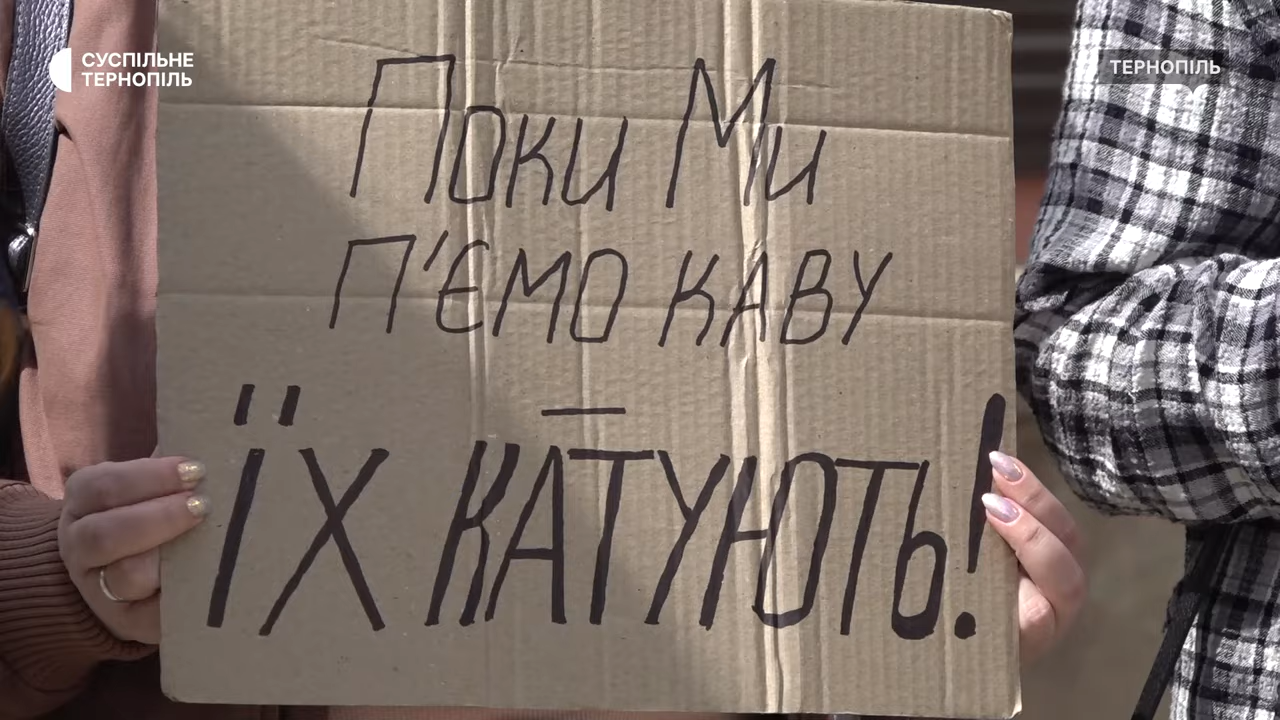 СУСПІЛЬНЕ
ТЕРНОПІЛЬ
ТЕРНОПІЛЬ
Поки Ми
П'ЄМО КАВУ
—
ЇХ КАТУЮТЬ!